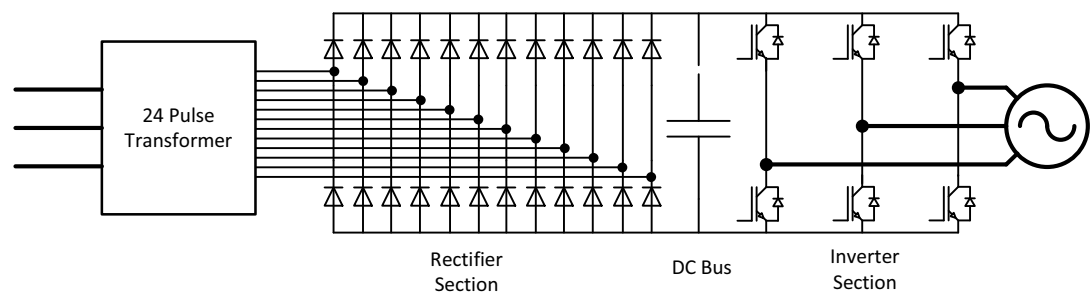 24 Pulse
Transformer
Rectifier
Section
DC Bus
Inverter
Section